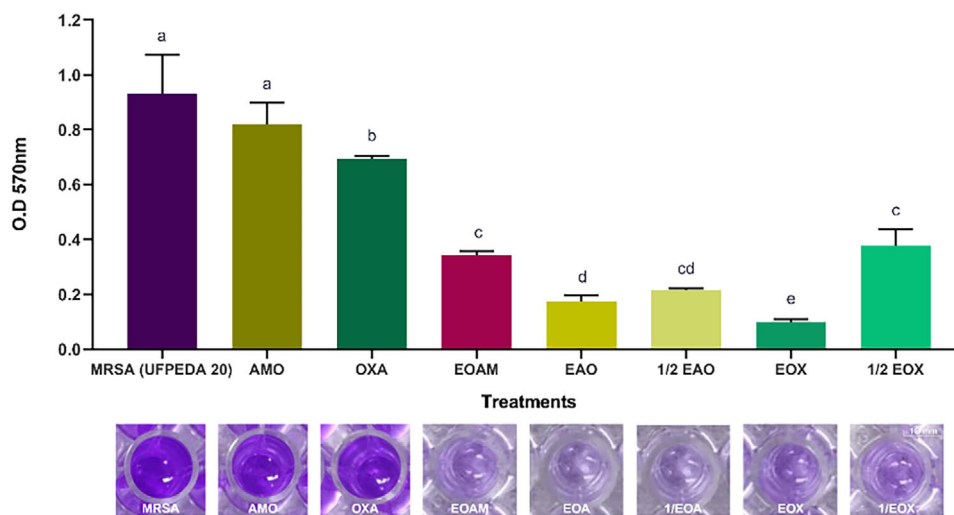 1.2
a
1.0
a
0.8
b
O.D 570nm
0.6
c
c
0.4
d
cd
0.2
e
0.0
MRSA (UFPEDA 20) AMO OXA EOAM EAO 1/2 EAO EOX 1/2 EOX
Treatments
MRSA AMO OXA EOAM EOA 1/EOA EOX 1/EOX